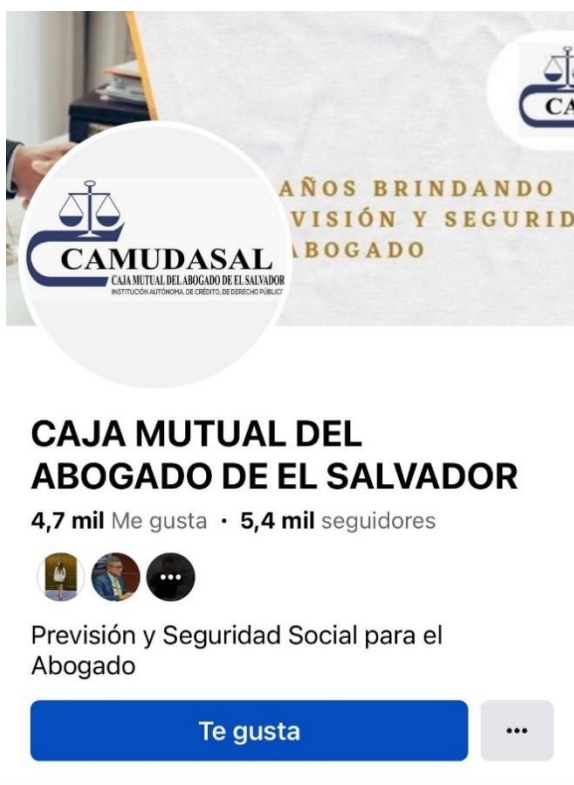 CA
AÑOS BRINDANDO
VISIÓN Y SEGURID
ABOGADO
CAMUDASAL
CAJA MUTUAL DEL ABOGADO DE EL SALVADOR
INSTITUCIÓN AUTÓNOMA, DE CRÉDITO, DE DERECHO PÚBLICO
CAJA MUTUAL DEL
ABOGADO DE EL SALVADOR
4,7 mil Me gusta · 5,4 mil seguidores
Previsión y Seguridad Social para el
Abogado
Te gusta